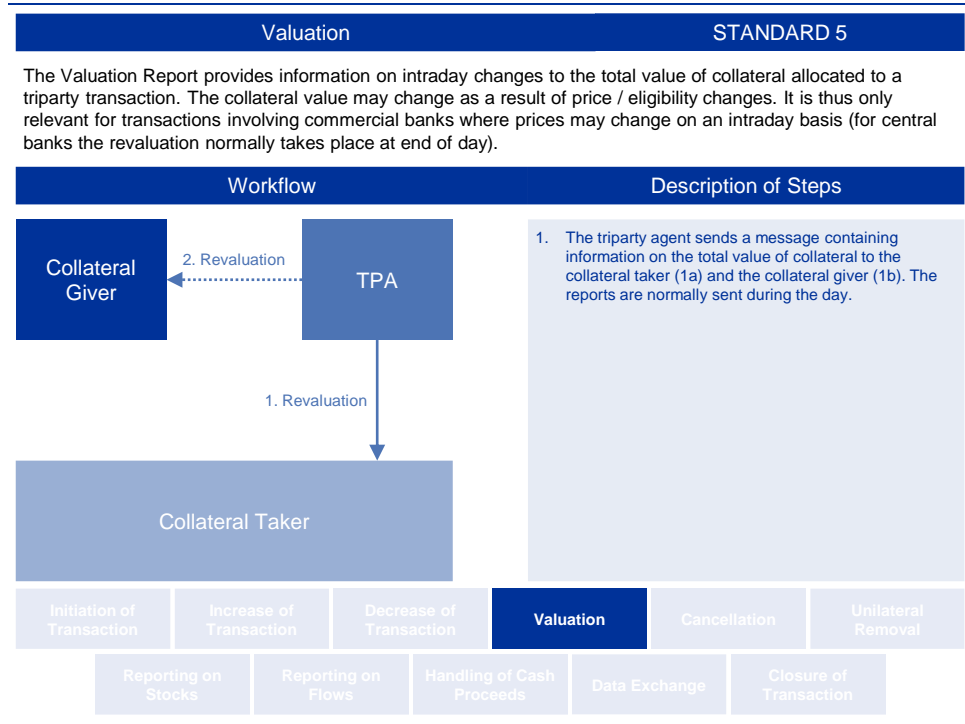 Valuation
STANDARD 5
The Valuation Report provides information on intraday changes to the total value of collateral allocated to a
triparty transaction. The collateral value may change as a result of price / eligibility changes. It is thus only
relevant for transactions involving commercial banks where prices may change on an intraday basis (for central
banks the revaluation normally takes place at end of day).
Workflow
Description of Steps
Collateral
Giver
2. Revaluation
TPA
1. Revaluation
Collateral Taker
1. The triparty agent sends a message containing
information on the total value of collateral to the
collateral taker (1a) and the collateral giver (1b). The
reports are normally sent during the day.
Initiation of
Transaction
Increase of
Transaction
Decrease of
Transaction
Valuation
Cancellation
Unilateral
Removal
Reporting on
Stocks
Reporting on
Flows
Handling of Cash
Proceeds
Data Exchange
Closure of
Transaction